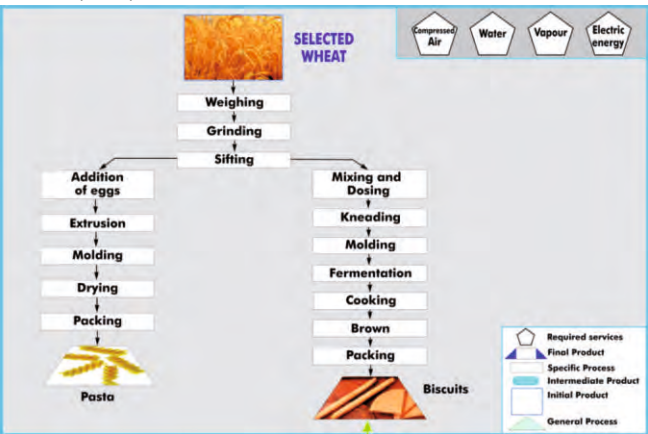 SELECTED
WHEAT
Compressed
Air
Water
Vapour
Electric
energy
Weighing
Grinding
Sifting
Addition
of eggs
Extrusion
Molding
Drying
Packing
Pasta
Mixing and
Dosing
Kneading
Molding
Fermentation
Cooking
Brown
Packing
Biscuits
Required services
Final Product
Specific Process
Intermediate Product
Initial Product
General Process